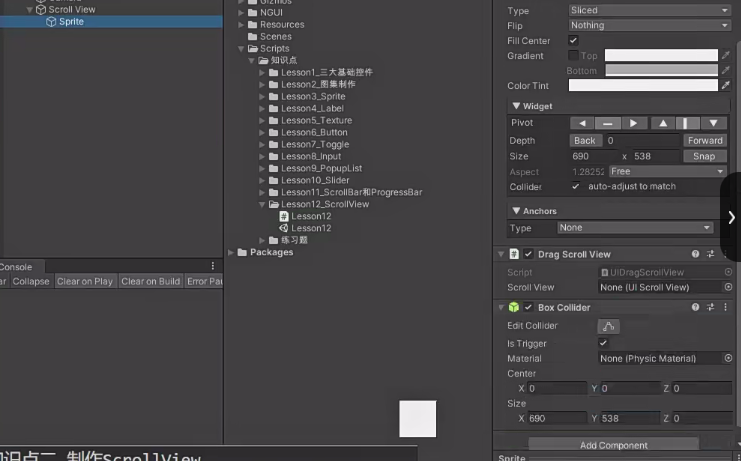 Scroll View
Sprite
Console
Collapse
Clear on Play
Clear on Build
Error Pau
Gizmos
NGUI
Resources
Scenes
Scripts
知识点
Lesson1_三大基础控件
Lesson2_图集制作
Lesson3_Sprite
Lesson4_Label
Lesson5_Texture
Lesson6_Button
Lesson7_Toggle
Lesson8_Input
Lesson9_PopupList
Lesson10_Slider
Lesson11_ScrollBar和ProgressBar
Lesson12_ScrollView
Lesson12
Lesson12
练习题
Packages
Type Sliced
Flip Nothing
Fill Center
Gradient Top
Bottom
Color Tint
Widget
Pivot
Depth Back 0 Forward
Size 690 x 538 Snap
Aspect 1.28252 Free
Collider auto-adjust to match
Anchors
Type None
Drag Scroll View
Script UIDragScrollView
Scroll View None (UI Scroll View)
Box Collider
Edit Collider
Is Trigger
Material None (Physic Material)
Center
X 0 Y 0 Z 0
Size
X 690 Y 538 Z 0
Add Component
Sprite
知识点二 制作ScrollView